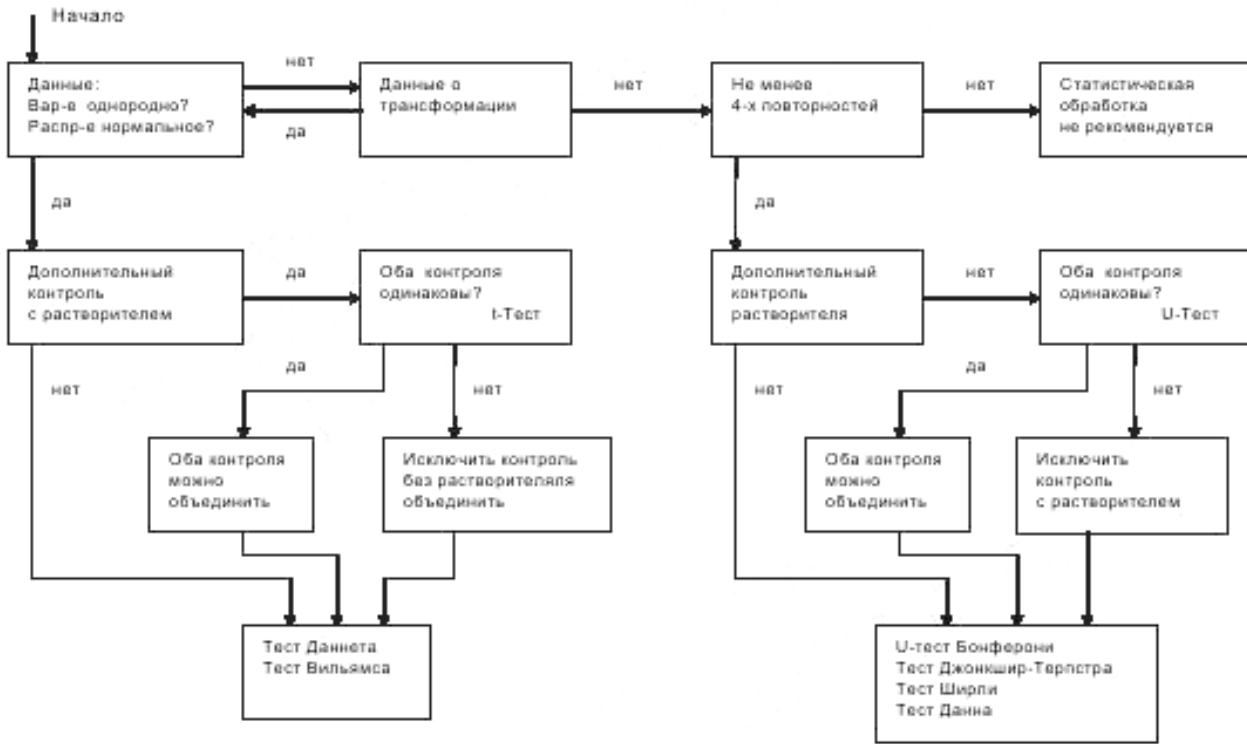 Начало
Данные:
Вар-е однородно?
Распр-е нормальное?
нет
да
Данные о
трансформации
нет
Не менее
4-х повторностей
нет
Статистическая
обработка
не рекомендуется
да
да
Дополнительный
контроль
с растворителем
да
Оба контроля
одинаковы?
t-Тест
Дополнительный
контроль
растворителя
нет
Оба контроля
одинаковы?
U-Тест
нет
да
нет
нет
да
нет
Оба контроля
можно
объединить
Исключить контроль
без растворителяля
объединить
Оба контроля
можно
объединить
Исключить
контроль
с растворителем
Тест Даннета
Тест Вильямса
U-тест Бонферони
Тест Джонкшир-Терпстра
Тест Ширли
Тест Данна